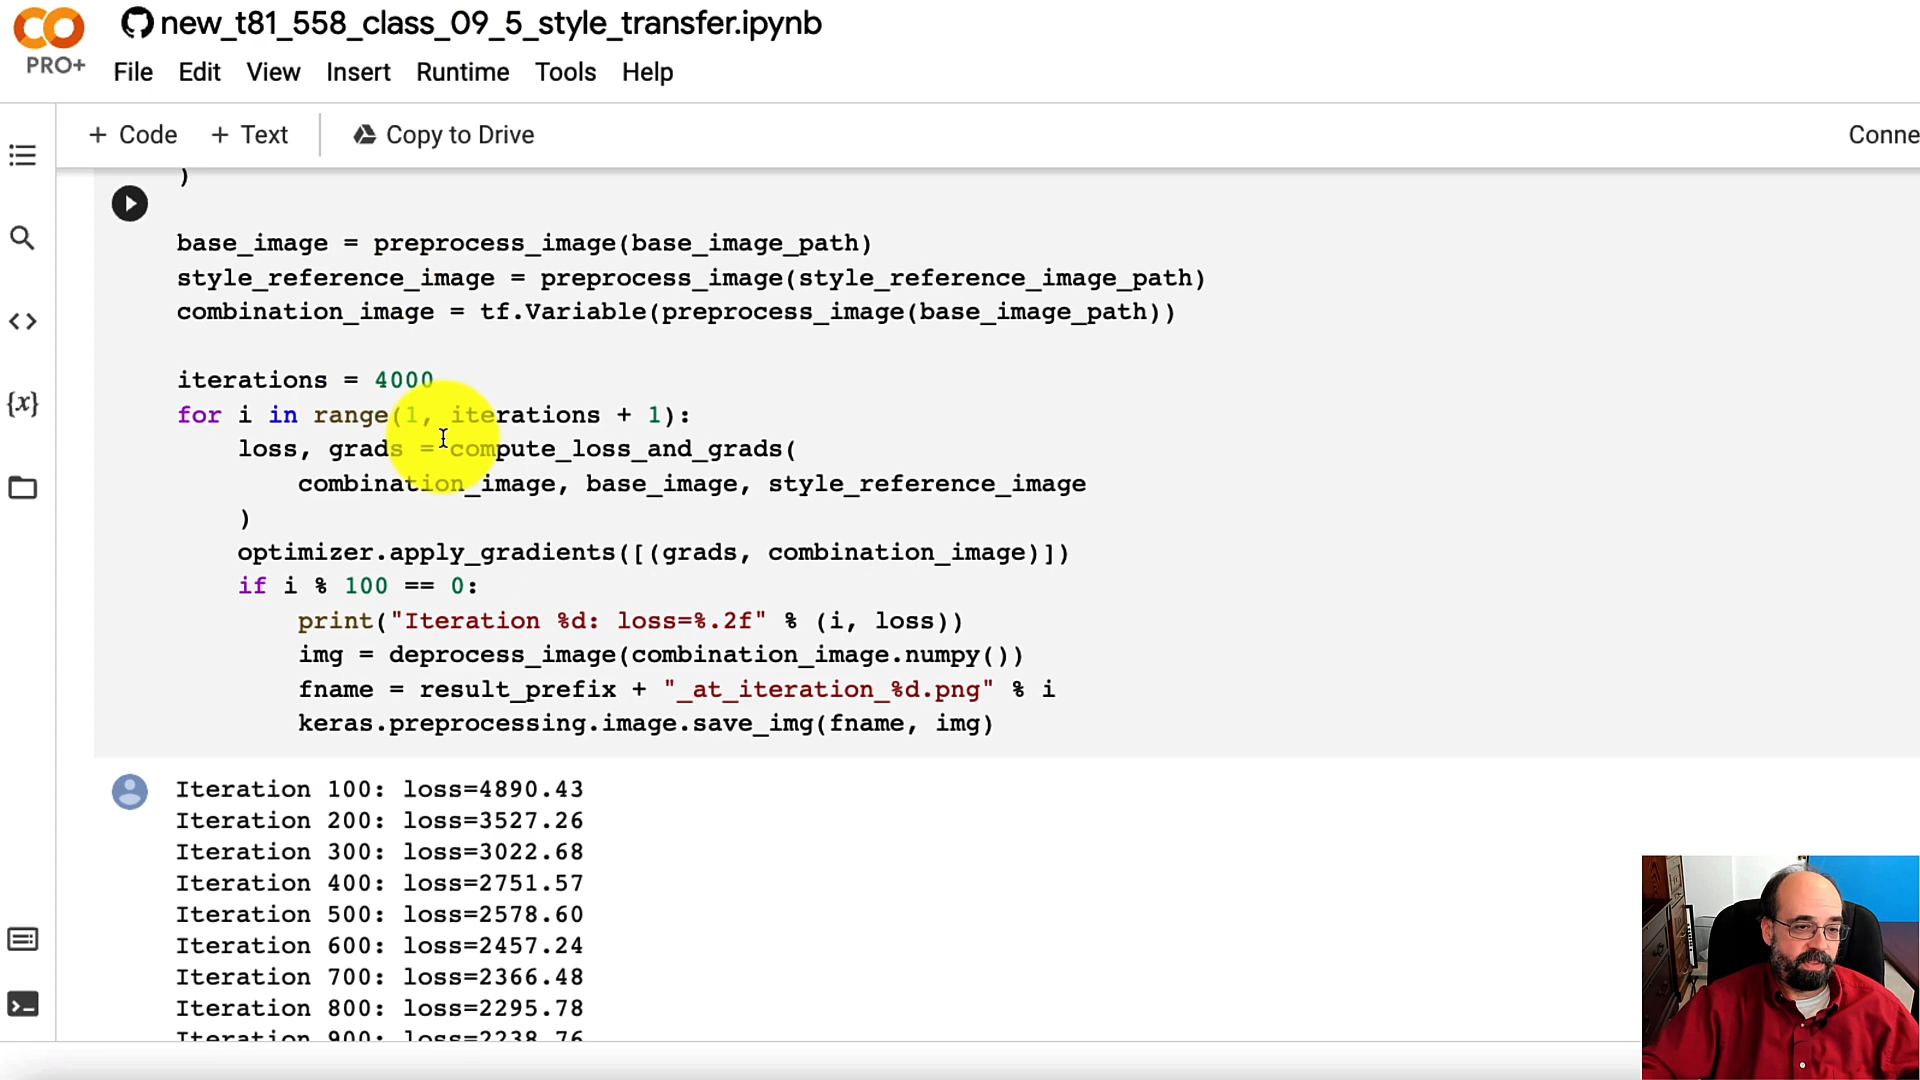 new_t81_558_class_09_5_style_transfer.ipynb
PRO+
File Edit View Insert Runtime Tools Help
+ Code + Text Copy to Drive Conne
)
base_image = preprocess_image(base_image_path)
style_reference_image = preprocess_image(style_reference_image_path)
combination_image = tf.Variable(preprocess_image(base_image_path))
iterations = 4000
for i in range(1, iterations + 1):
loss, grads = compute_loss_and_grads(
combination_image, base_image, style_reference_image
)
optimizer.apply_gradients([(grads, combination_image)])
if i % 100 == 0:
print("Iteration %d: loss=%.2f" % (i, loss))
img = deprocess_image(combination_image.numpy())
fname = result_prefix + "_at_iteration_%d.png" % i
keras.preprocessing.image.save_img(fname, img)
Iteration 100: loss=4890.43
Iteration 200: loss=3527.26
Iteration 300: loss=3022.68
Iteration 400: loss=2751.57
Iteration 500: loss=2578.60
Iteration 600: loss=2457.24
Iteration 700: loss=2366.48
Iteration 800: loss=2295.78
Iteration 900: loss=2238.76